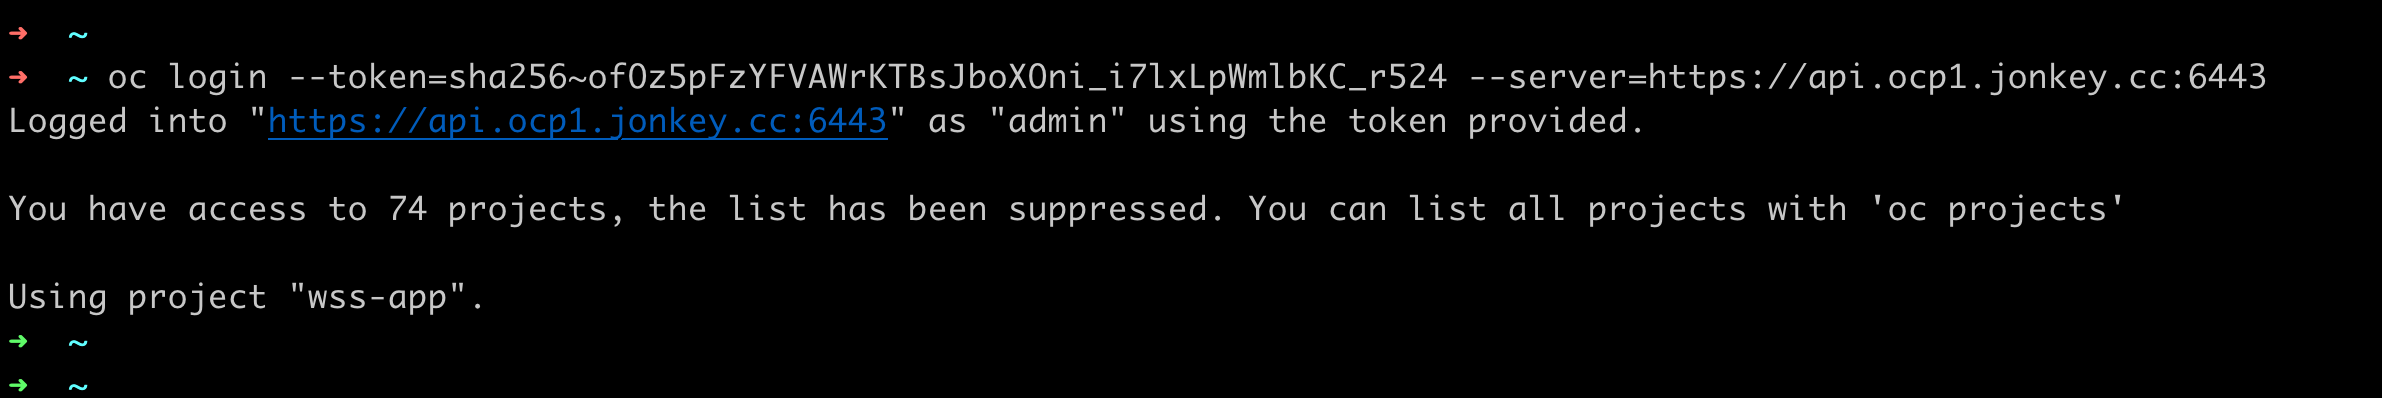 ➜ ~
➜ ~ oc login --token=sha256~ofOz5pFzYFVAWrKTBsJboXOni_i7lxLpWmlbKC_r524 --server=https://api.ocp1.jonkey.cc:6443
Logged into "https://api.ocp1.jonkey.cc:6443" as "admin" using the token provided.
You have access to 74 projects, the list has been suppressed. You can list all projects with 'oc projects'
Using project "wss-app".
➜ ~
➜ ~